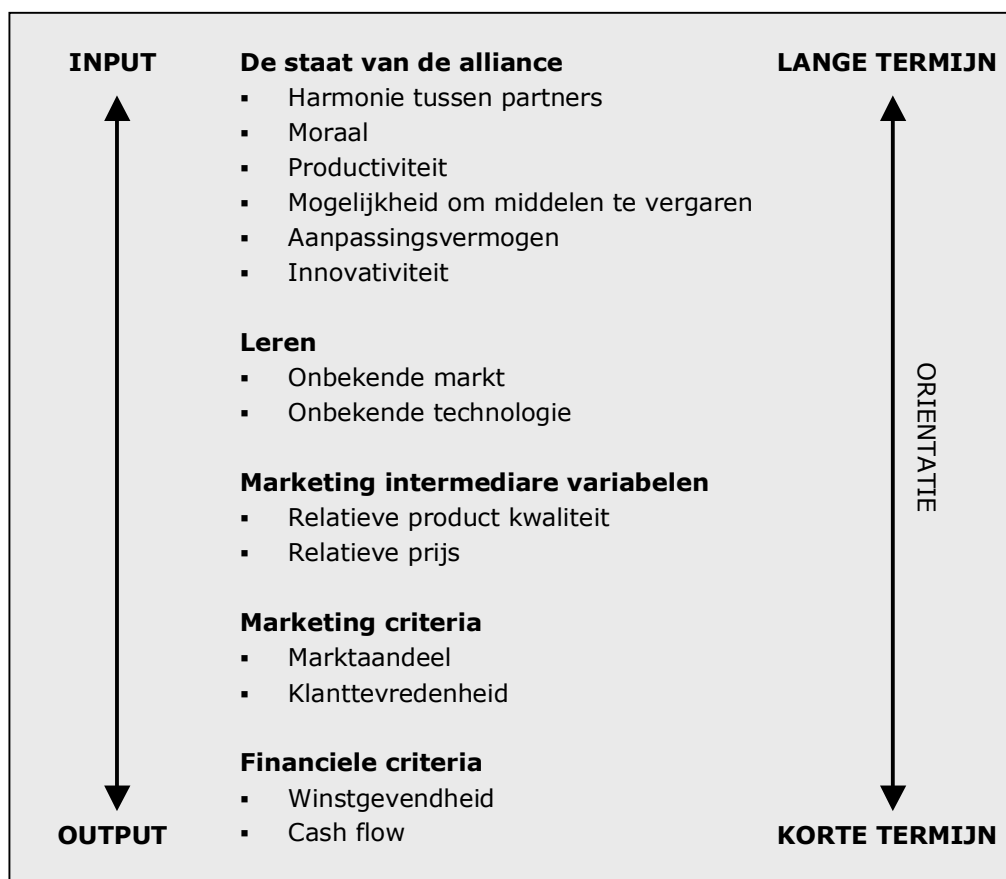 INPUT De staat van de alliance LANGE TERMIJN
▪ Harmonie tussen partners
▪ Moraal
▪ Productiviteit
▪ Mogelijkheid om middelen te vergaren
▪ Aanpassingsvermogen
▪ Innovativiteit
Leren
▪ Onbekende markt
▪ Onbekende technologie
ORIENTATIE
Marketing intermediare variabelen
▪ Relatieve product kwaliteit
▪ Relatieve prijs
Marketing criteria
▪ Marktaandeel
▪ Klanttevredenheid
Financiele criteria
▪ Winstgevendheid
OUTPUT ▪ Cash flow KORTE TERMIJN